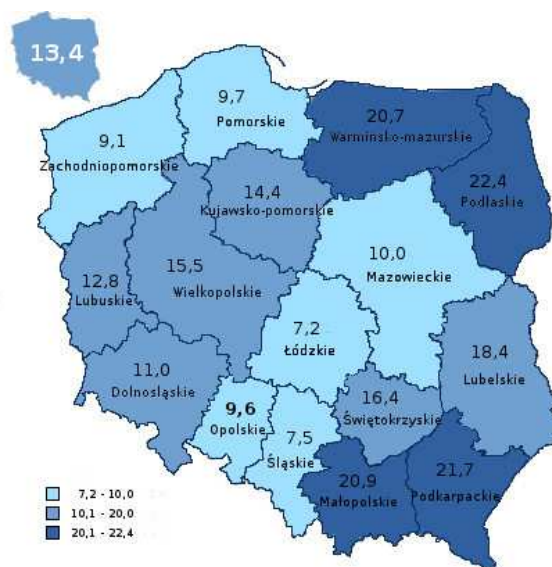 13,4
9,7
Pomorskie
20,7
Warminsko-mazurskie
9,1
Zachodniopomorskie
22,4
Podlaskie
14,4
Kujawsko-pomorskie
10,0
Mazowieckie
15,5
Wielkopolskie
12,8
Lubuskie
7,2
Łódzkie
18,4
Lubelskie
11,0
Dolnosląskie
16,4
Świętokrzyskie
9,6
Opolskie
7,5
Śląskie
20,9
Małopolskie
21,7
Podkarpackie
7,2 - 10,0
10,1 - 20,0
20,1 - 22,4